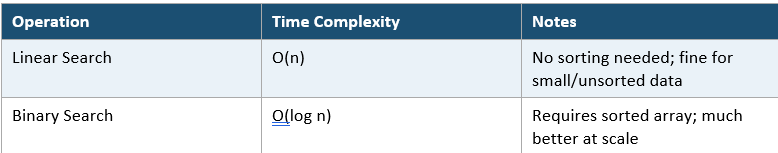 Operation Time Complexity Notes
Linear Search O(n) No sorting needed; fine for
small/unsorted data
Binary Search O(log n) Requires sorted array; much
better at scale